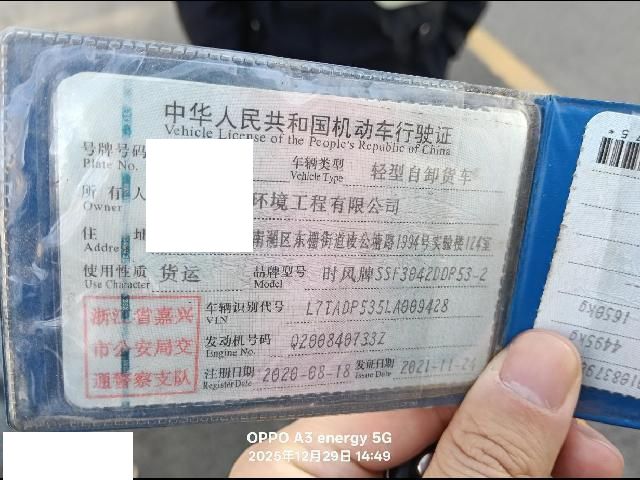 中华人民共和国机动车行驶证
Vehicle License of the People's Republic of China
号牌号码 车辆类型 轻型自卸货车
Plate No. Vehicle Type
所有人 环境工程有限公司
Owner
住 址 南湖区东栅街道凌公塘路1994号实验楼124室
Address
使用性质 货运 品牌型号 时风牌SSF3042DDP53-2
Use Character Model
浙江省嘉兴
市公安局交
通警察支队
车辆识别代号 L7TADPS35LA009428
VIN
发动机号码 Q200840733Z
Engine No.
注册日期 2020-08-18 发证日期 2021-11-24
Register Date Issue Date
1650kg
4495kg
OPPO A3 energy 5G
2025年12月29日 14:49